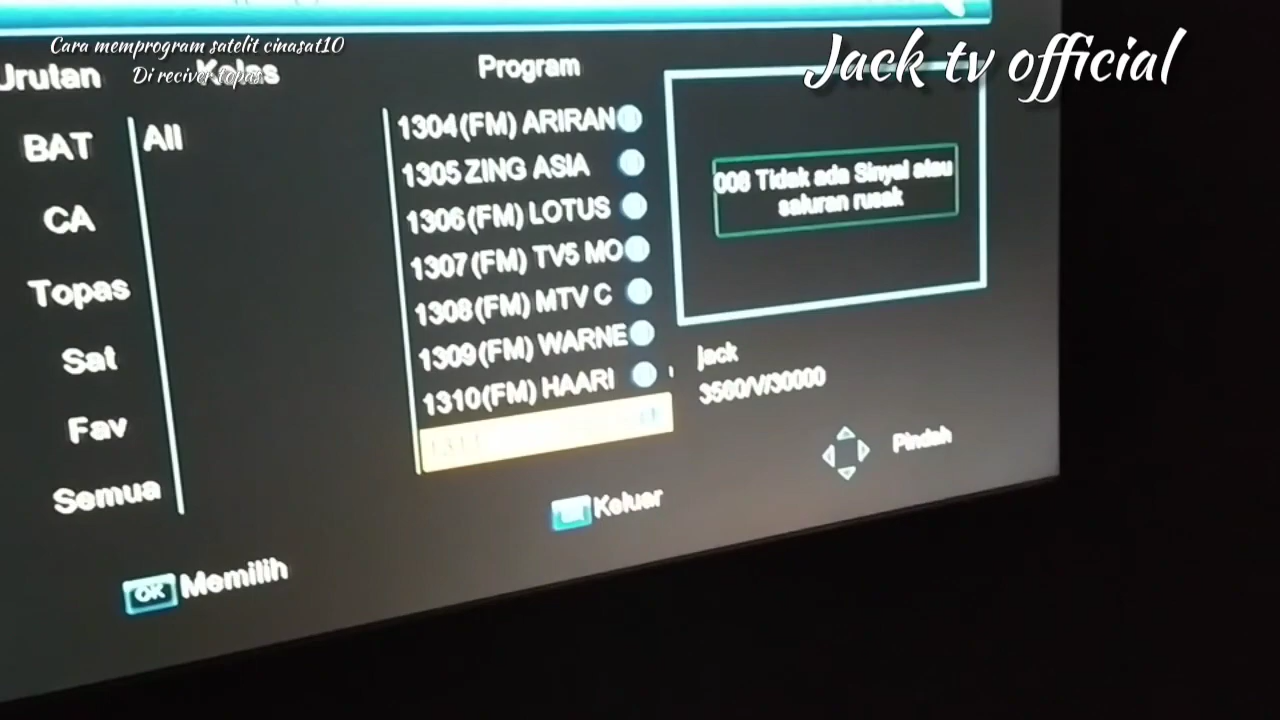 Cara memprogram satelit cinasat10
Di reciver topas
Jack tv official
Urutan
Kelas
Program
BAT
CA
Topas
Sat
Fav
Semua
All
1304(FM) ARIRAN
1305 ZING ASIA
1306(FM) LOTUS
1307(FM) TV5 MO
1308(FM) MTV C
1309(FM) WARNE
1310(FM) HAARI
1311
008 Tidak ada Sinyal atau
saluran rusak
jack
3560/V/30000
Pindah
Keluar
OK Memilih